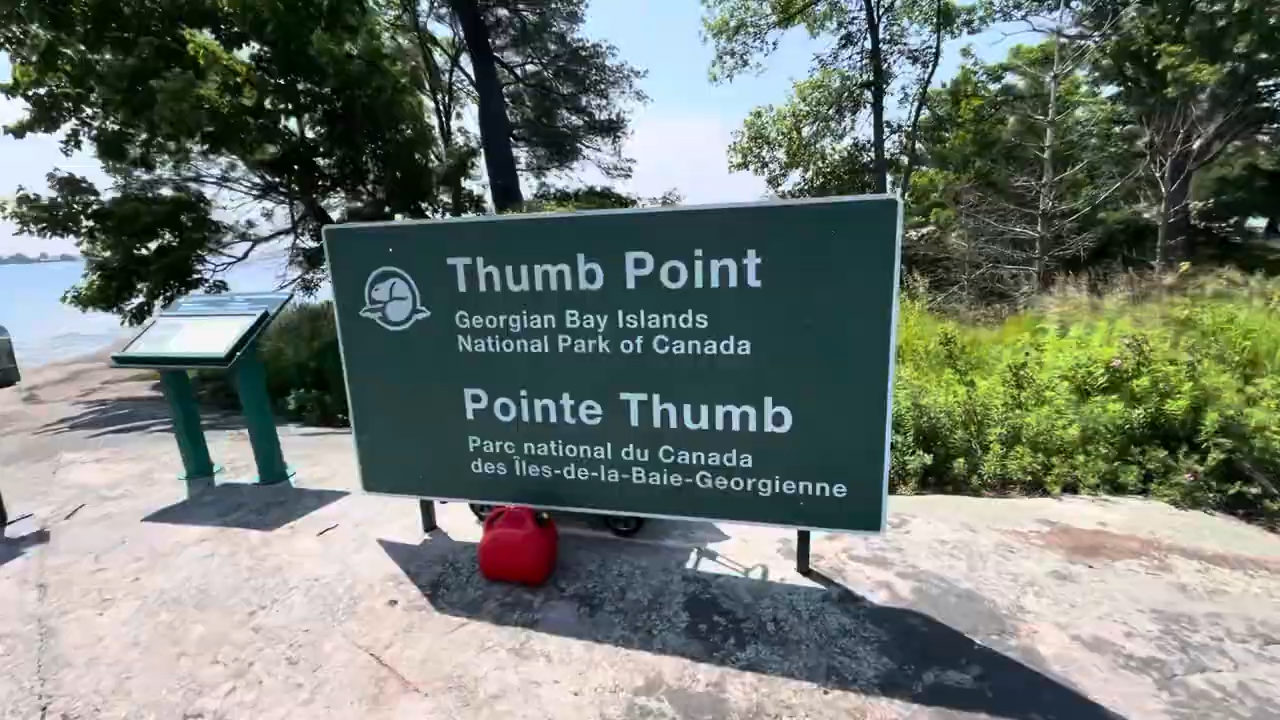 Thumb Point
Georgian Bay Islands
National Park of Canada
Pointe Thumb
Parc national du Canada
des Îles-de-la-Baie-Georgienne